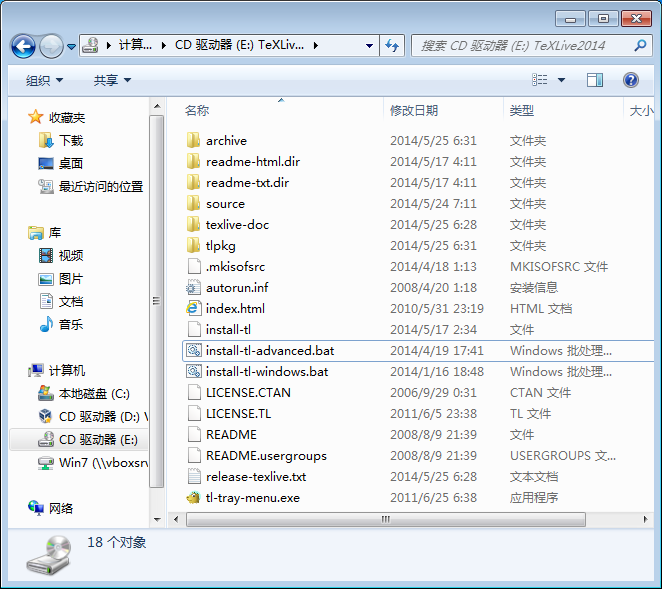 计算... CD 驱动器 (E:) TeXLiv... 搜索 CD 驱动器 (E:) TeXLive2014
组织 共享
收藏夹
下载
桌面
最近访问的位置
库
视频
图片
文档
音乐
计算机
本地磁盘 (C:)
CD 驱动器 (D:) V
CD 驱动器 (E:)
Win7 (\\vboxsrv
网络
名称 修改日期 类型 大小
archive 2014/5/25 6:31 文件夹
readme-html.dir 2014/5/17 4:11 文件夹
readme-txt.dir 2014/5/17 4:11 文件夹
source 2014/5/24 7:11 文件夹
texlive-doc 2014/5/25 6:28 文件夹
tlpkg 2014/5/25 6:31 文件夹
.mkisofsrc 2014/4/18 1:13 MKISOFSRC 文件
autorun.inf 2008/4/20 1:18 安装信息
index.html 2010/5/31 23:19 HTML 文档
install-tl 2014/5/17 2:34 文件
install-tl-advanced.bat 2014/4/19 17:41 Windows 批处理...
install-tl-windows.bat 2014/1/16 18:48 Windows 批处理...
LICENSE.CTAN 2006/9/29 0:31 CTAN 文件
LICENSE.TL 2011/6/5 23:38 TL 文件
README 2008/8/9 21:39 文件
README.usergroups 2008/8/9 21:39 USERGROUPS 文...
release-texlive.txt 2014/5/25 6:28 文本文档
tl-tray-menu.exe 2011/6/25 6:38 应用程序
18 个对象